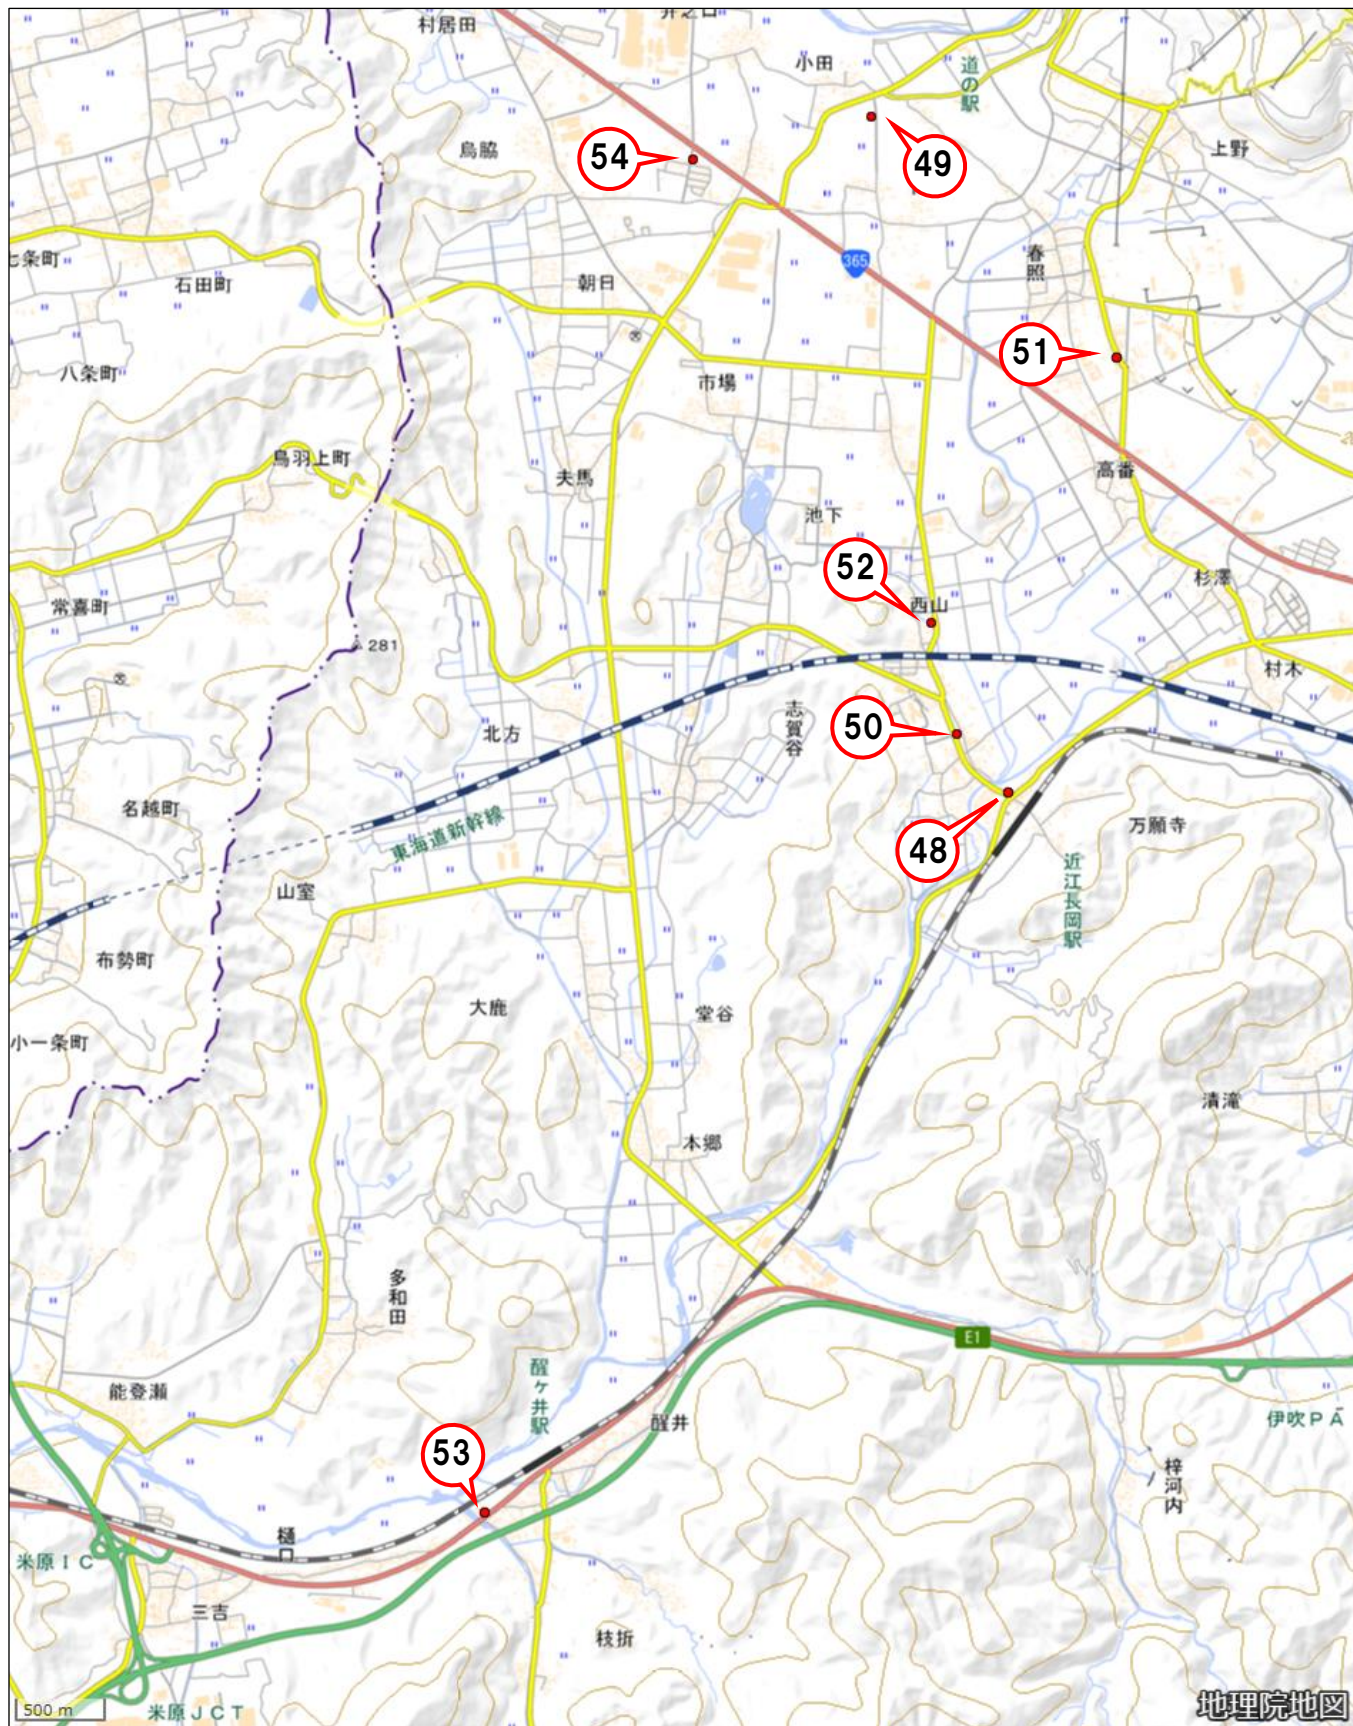 村居田
井之口
小田
道の駅
烏脇
54
49
上野
七条町
石田町
朝日
365
春照
八条町
市場
51
鳥羽上町
夫馬
池下
高番
52
杉澤
常喜町
西山
281
村木
志賀谷
50
北方
名越町
東海道新幹線
48
万願寺
近江長岡駅
山室
布勢町
大鹿
堂谷
小一条町
清滝
本郷
多和田
E1
醒ヶ井駅
能登瀬
醒井
伊吹PA
53
梓河内
樋
米原IC
三吉
枝折
500 m
米原JCT
地理院地図